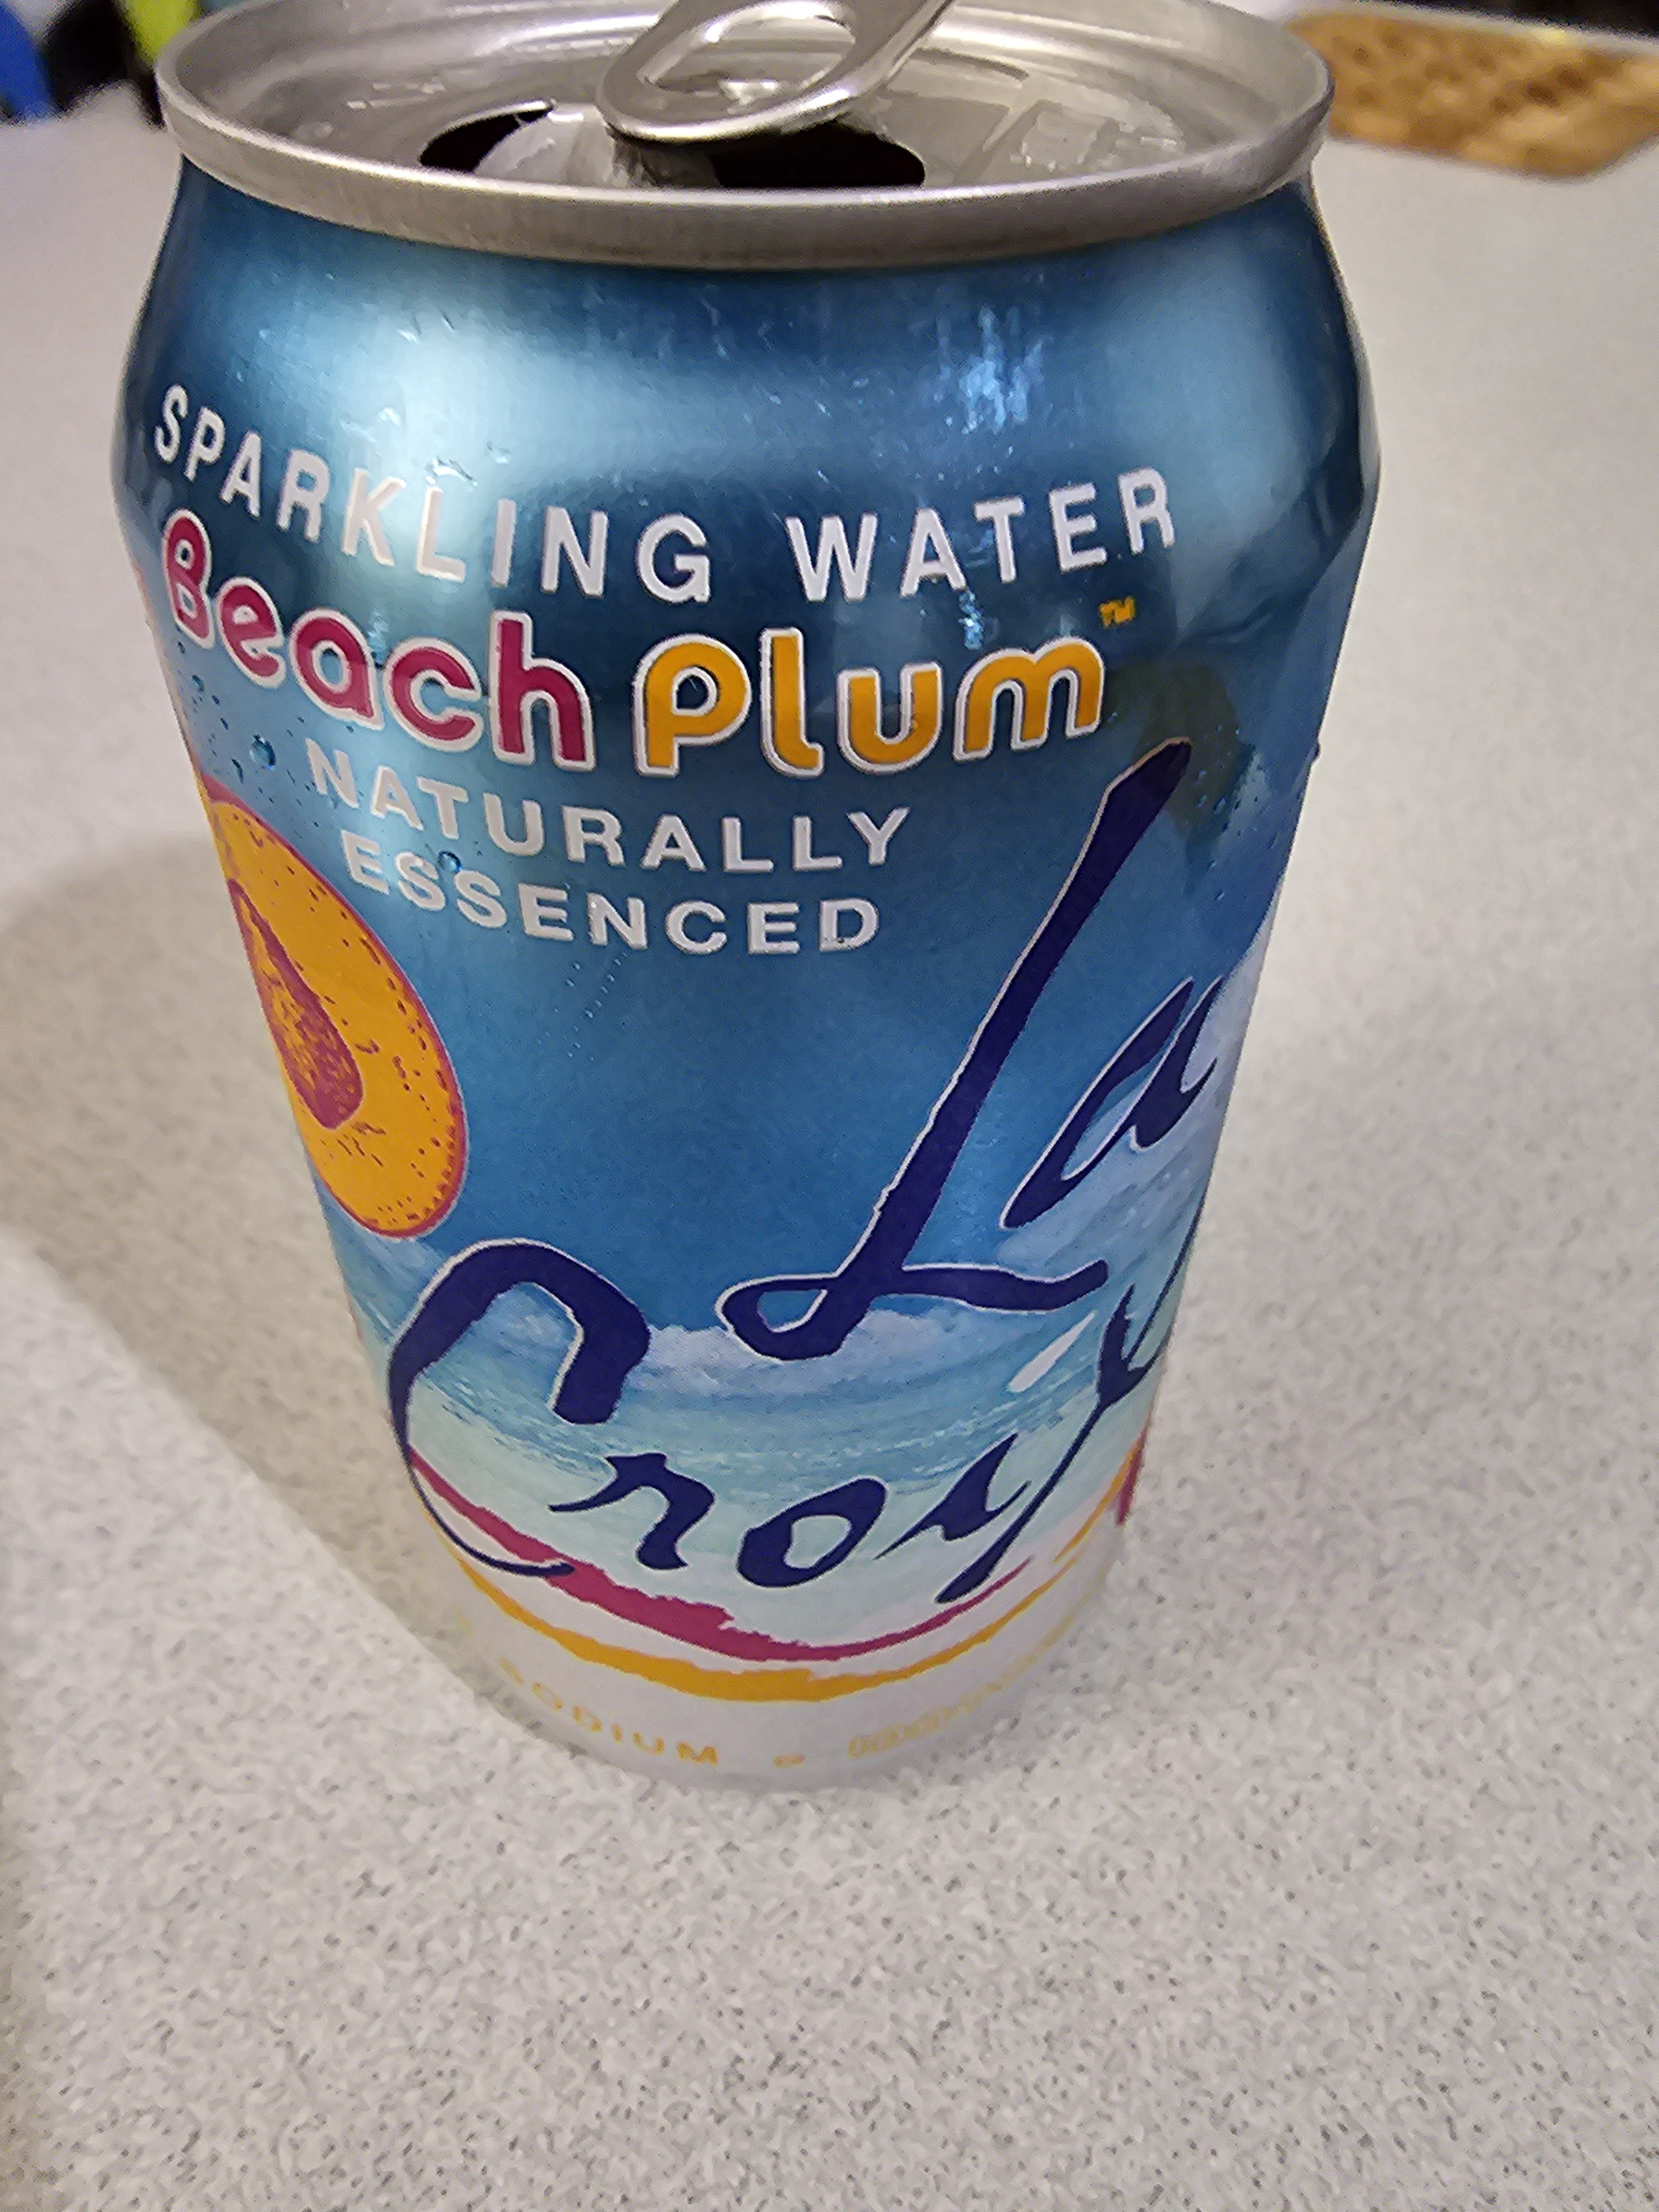 SPARKLING WATER
Beach Plum™
NATURALLY
ESSENCED
La
Croix
SODIUM